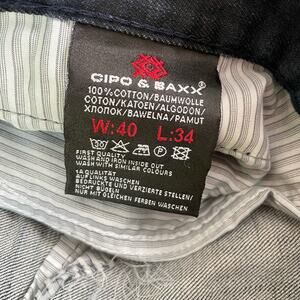 CIPO & BAXX®
100% COTTON/BAUMWOLLE
COTON/KATOEN/ALGODON/
ХЛОПОК/BAWELNA/PAMUT
W:40 L:34
FIRST QUALITY
WASH AND IRON INSIDE OUT
WASH WITH SIMILAR COLOURS
1A QUALITÄT
AUF LINKS WASCHEN
BEDRUCKTE UND VERZIERTE STELLEN
NICHT BÜGELN
NUR MIT GLEICHEN FARBEN WASCHEN